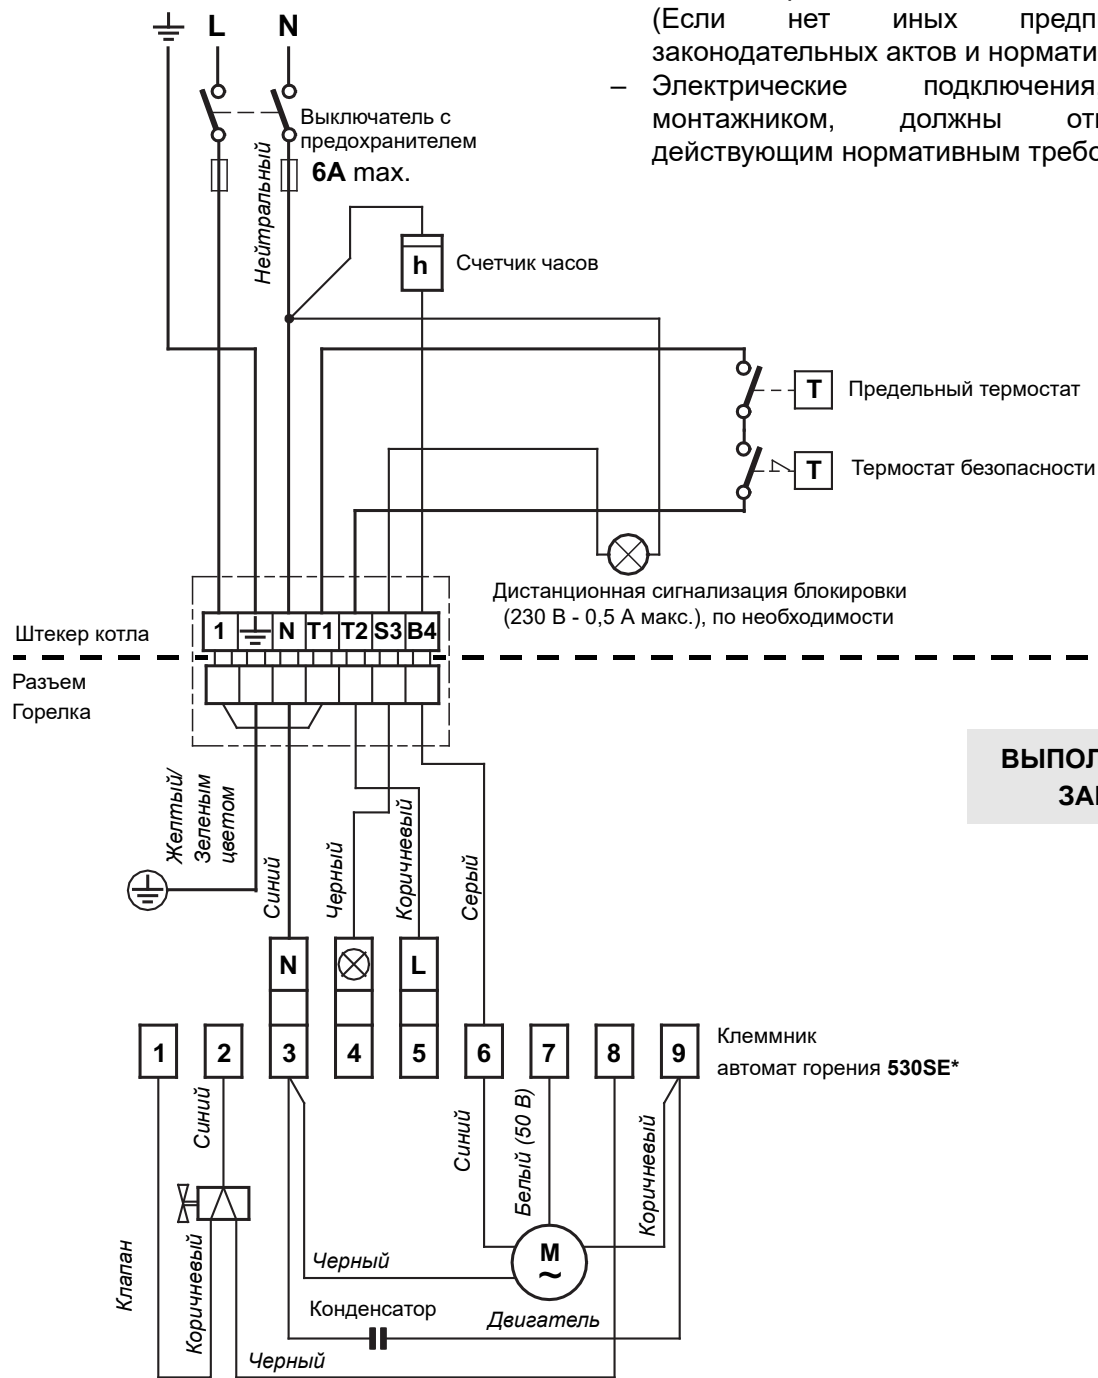 (Если нет иных предп
законодательных актов и нормати
– Электрические подключения
монтажником, должны от
действующим нормативным требо
L N
Выключатель с
предохранителем
6A max.
Нейтральный
h
Счетчик часов
T
Предельный термостат
T
Термостат безопасности
Дистанционная сигнализация блокировки
(230 В - 0,5 А макс.), по необходимости
Штекер котла
1 N T1 T2 S3 B4
Разъем
Горелка
ВЫПОЛ
ЗА
Желтый/
Зеленым
цветом
Синий
Черный
Коричневый
Серый
N L
1 2 3 4 5 6 7 8 9
Клеммник
автомат горения 530SE*
Синий
Синий
Белый (50 В)
Коричневый
Клапан
Коричневый
Черный
M
~
Конденсатор
Двигатель
Черный